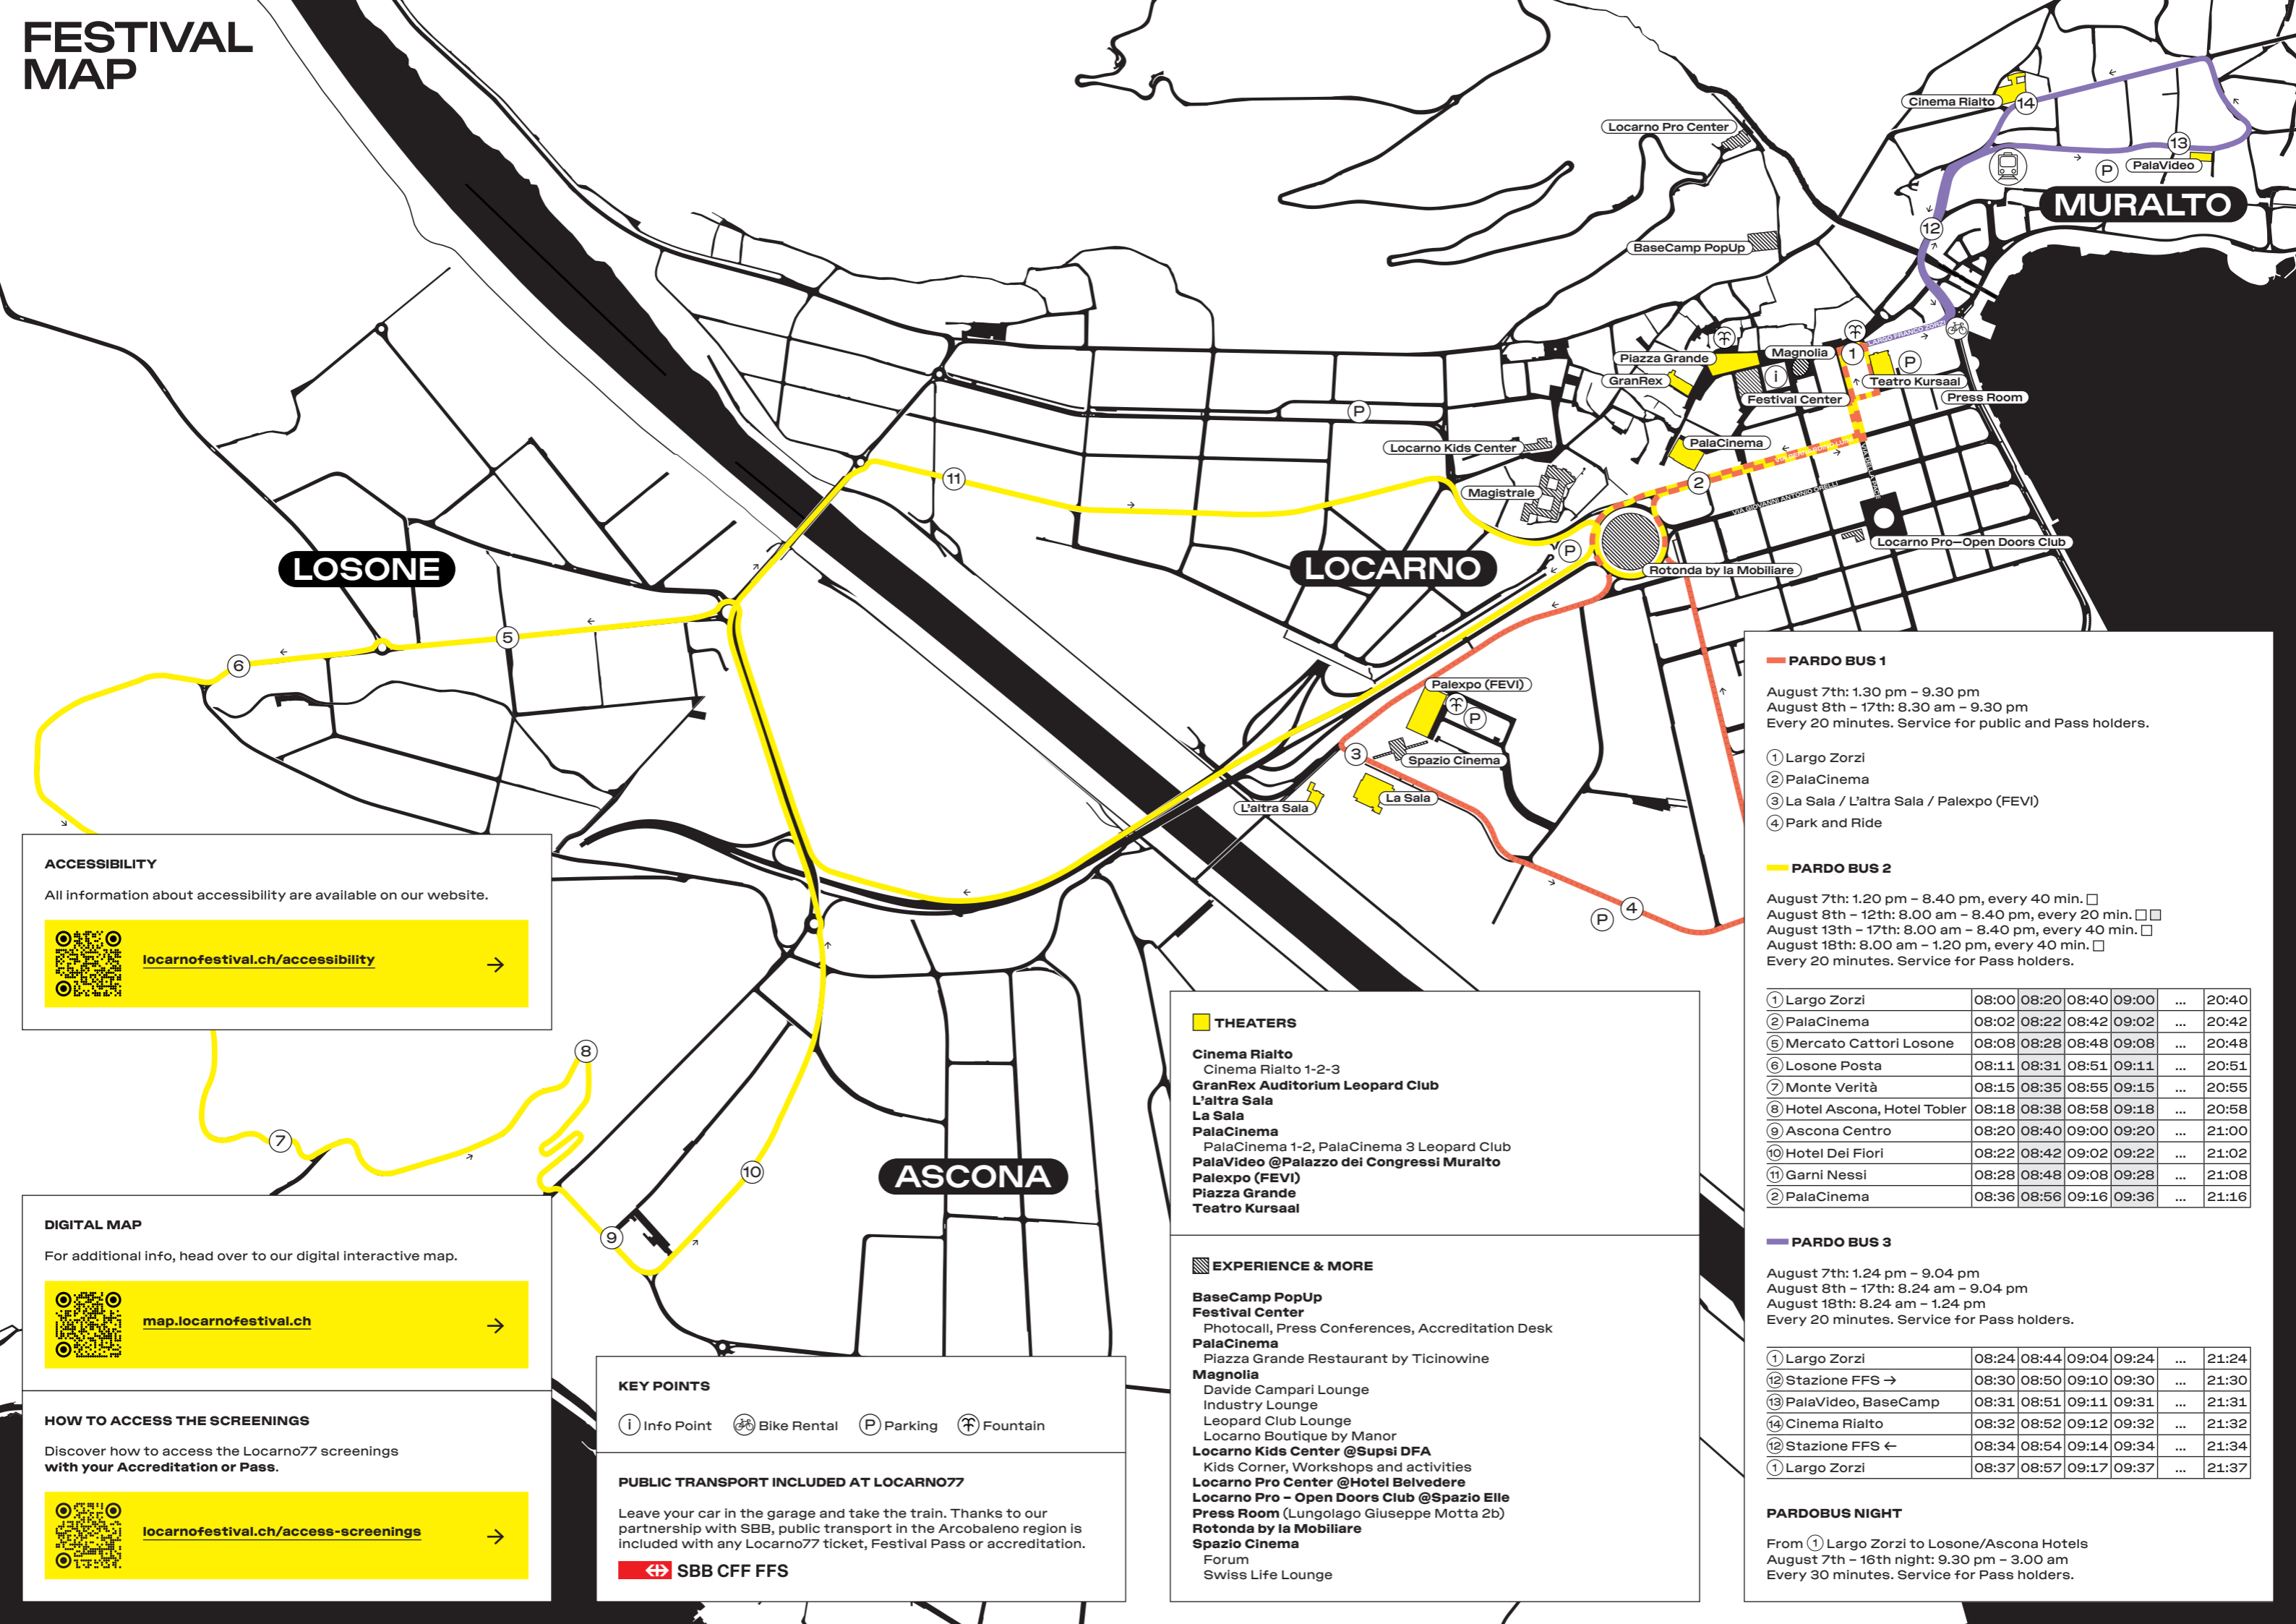 FESTIVAL
MAP
Cinema Rialto
14
Locarno Pro Center
13
PalaVideo
P
MURALTO
12
BaseCamp PopUp
LARGO FRANCO ZORZI
Piazza Grande
Magnolia
1
P
GranRex
i
Teatro Kursaal
Festival Center
Press Room
P
Locarno Kids Center
PalaCinema
11
Magistrale
2
VIA GIOVANNI ANTONIO ORELLI
VIA DELLA PACE
Locarno Pro—Open Doors Club
P
LOSONE
LOCARNO
Rotonda by la Mobiliare
5
6
Palexpo (FEVI)
P
3
Spazio Cinema
L'altra Sala
La Sala
4
P
8
7
10
ASCONA
9
ACCESSIBILITY
All information about accessibility are available on our website.
locarnofestival.ch/accessibility →
DIGITAL MAP
For additional info, head over to our digital interactive map.
map.locarnofestival.ch →
HOW TO ACCESS THE SCREENINGS
Discover how to access the Locarno77 screenings
with your Accreditation or Pass.
locarnofestival.ch/access-screenings →
KEY POINTS
i Info Point Bike Rental P Parking Fountain
PUBLIC TRANSPORT INCLUDED AT LOCARNO77
Leave your car in the garage and take the train. Thanks to our
partnership with SBB, public transport in the Arcobaleno region is
included with any Locarno77 ticket, Festival Pass or accreditation.
SBB CFF FFS
THEATERS
Cinema Rialto
Cinema Rialto 1-2-3
GranRex Auditorium Leopard Club
L'altra Sala
La Sala
PalaCinema
PalaCinema 1-2, PalaCinema 3 Leopard Club
PalaVideo @Palazzo dei Congressi Muralto
Palexpo (FEVI)
Piazza Grande
Teatro Kursaal
EXPERIENCE & MORE
BaseCamp PopUp
Festival Center
Photocall, Press Conferences, Accreditation Desk
PalaCinema
Piazza Grande Restaurant by Ticinowine
Magnolia
Davide Campari Lounge
Industry Lounge
Leopard Club Lounge
Locarno Boutique by Manor
Locarno Kids Center @Supsi DFA
Kids Corner, Workshops and activities
Locarno Pro Center @Hotel Belvedere
Locarno Pro – Open Doors Club @Spazio Elle
Press Room (Lungolago Giuseppe Motta 2b)
Rotonda by la Mobiliare
Spazio Cinema
Forum
Swiss Life Lounge
PARDO BUS 1
August 7th: 1.30 pm – 9.30 pm
August 8th – 17th: 8.30 am – 9.30 pm
Every 20 minutes. Service for public and Pass holders.
1 Largo Zorzi
2 PalaCinema
3 La Sala / L'altra Sala / Palexpo (FEVI)
4 Park and Ride
PARDO BUS 2
August 7th: 1.20 pm – 8.40 pm, every 40 min.
August 8th – 12th: 8.00 am – 8.40 pm, every 20 min.
August 13th – 17th: 8.00 am – 8.40 pm, every 40 min.
August 18th: 8.00 am – 1.20 pm, every 40 min.
Every 20 minutes. Service for Pass holders.
1 Largo Zorzi 08:00 08:20 08:40 09:00 ... 20:40
2 PalaCinema 08:02 08:22 08:42 09:02 ... 20:42
5 Mercato Cattori Losone 08:08 08:28 08:48 09:08 ... 20:48
6 Losone Posta 08:11 08:31 08:51 09:11 ... 20:51
7 Monte Verità 08:15 08:35 08:55 09:15 ... 20:55
8 Hotel Ascona, Hotel Tobler 08:18 08:38 08:58 09:18 ... 20:58
9 Ascona Centro 08:20 08:40 09:00 09:20 ... 21:00
10 Hotel Dei Fiori 08:22 08:42 09:02 09:22 ... 21:02
11 Garni Nessi 08:28 08:48 09:08 09:28 ... 21:08
2 PalaCinema 08:36 08:56 09:16 09:36 ... 21:16
PARDO BUS 3
August 7th: 1.24 pm – 9.04 pm
August 8th – 17th: 8.24 am – 9.04 pm
August 18th: 8.24 am – 1.24 pm
Every 20 minutes. Service for Pass holders.
1 Largo Zorzi 08:24 08:44 09:04 09:24 ... 21:24
12 Stazione FFS → 08:30 08:50 09:10 09:30 ... 21:30
13 PalaVideo, BaseCamp 08:31 08:51 09:11 09:31 ... 21:31
14 Cinema Rialto 08:32 08:52 09:12 09:32 ... 21:32
12 Stazione FFS ← 08:34 08:54 09:14 09:34 ... 21:34
1 Largo Zorzi 08:37 08:57 09:17 09:37 ... 21:37
PARDOBUS NIGHT
From 1 Largo Zorzi to Losone/Ascona Hotels
August 7th – 16th night: 9.30 pm – 3.00 am
Every 30 minutes. Service for Pass holders.